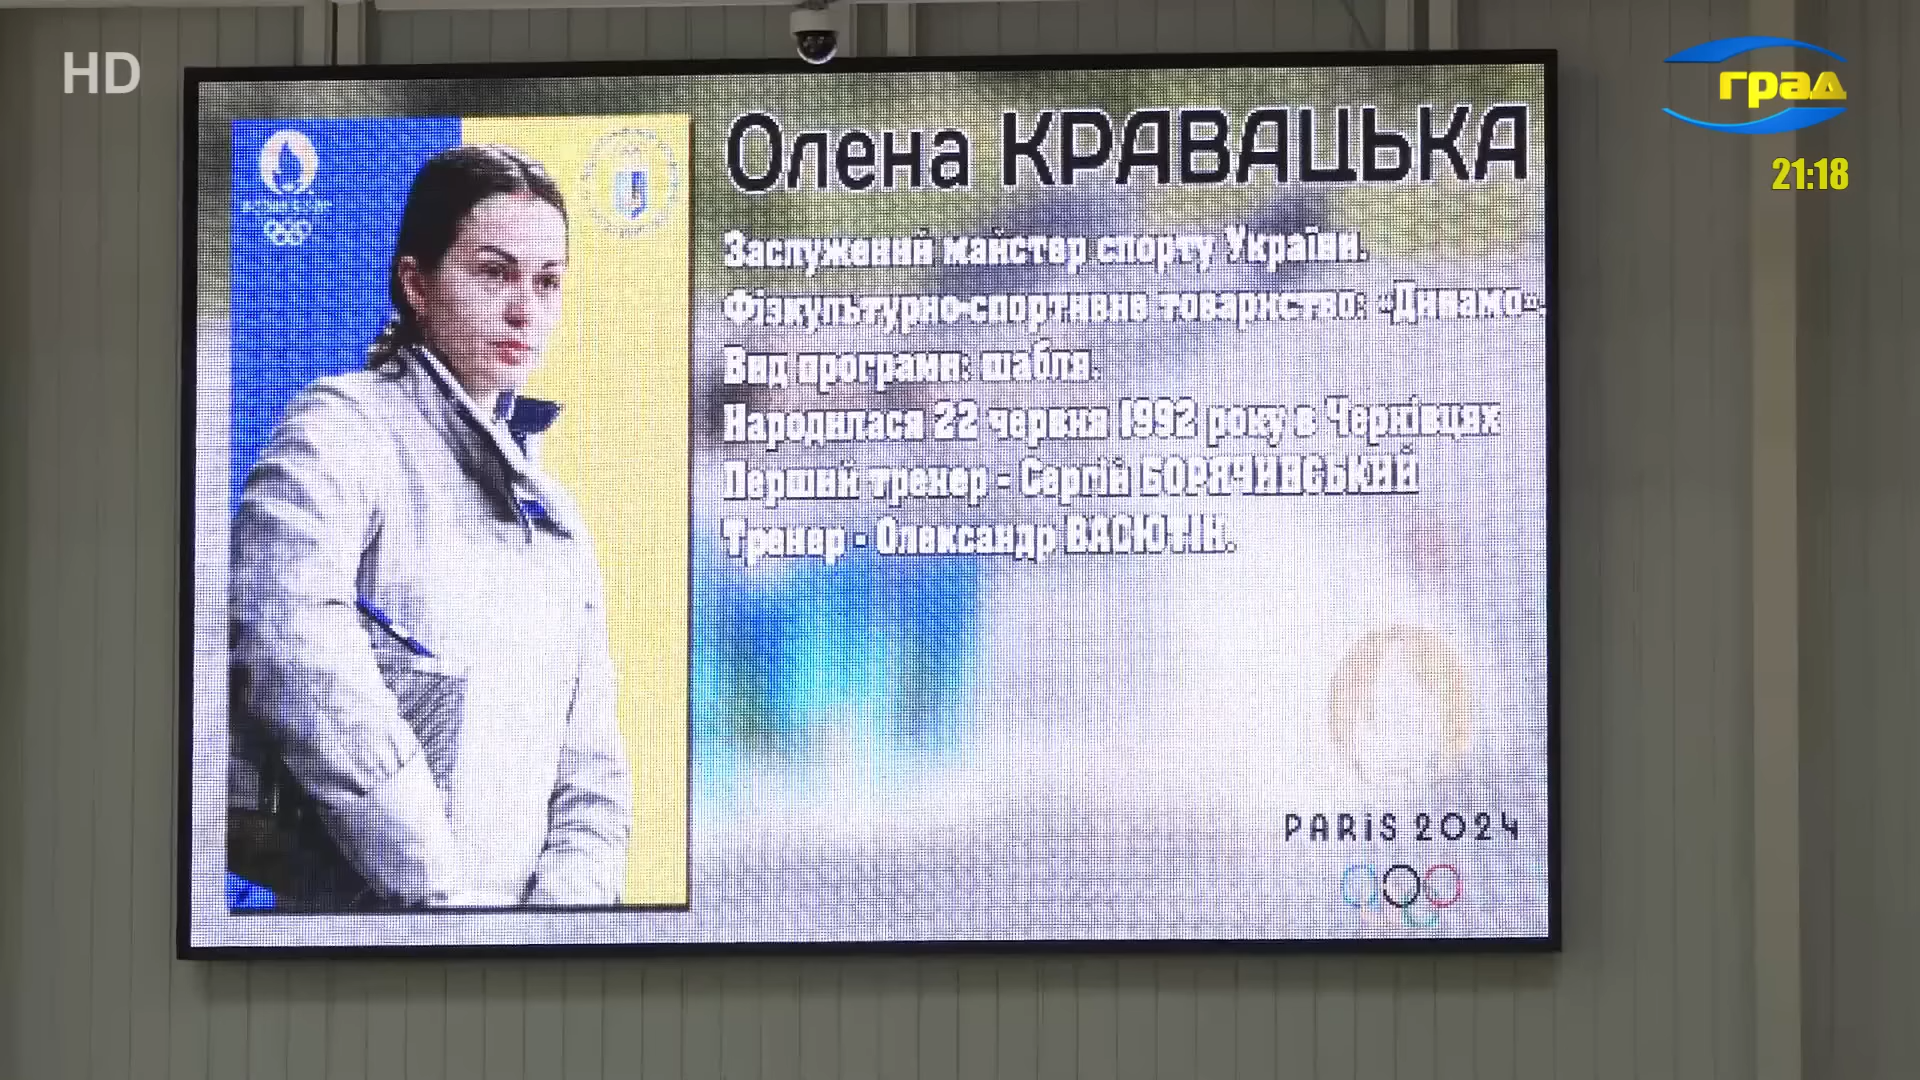 HD
град
21:18
Олена КРАВАЦЬКА
Заслужений майстер спорту України.
Фізкультурно-спортивне товариство: «Динамо».
Вид програми: шабля.
Народилася 22 червня 1992 року в Чернівцях
Перший тренер - Сергій БОРЯЧИНСЬКИЙ
Тренер - Олександр ВАСЮТІН.
PARIS 2024